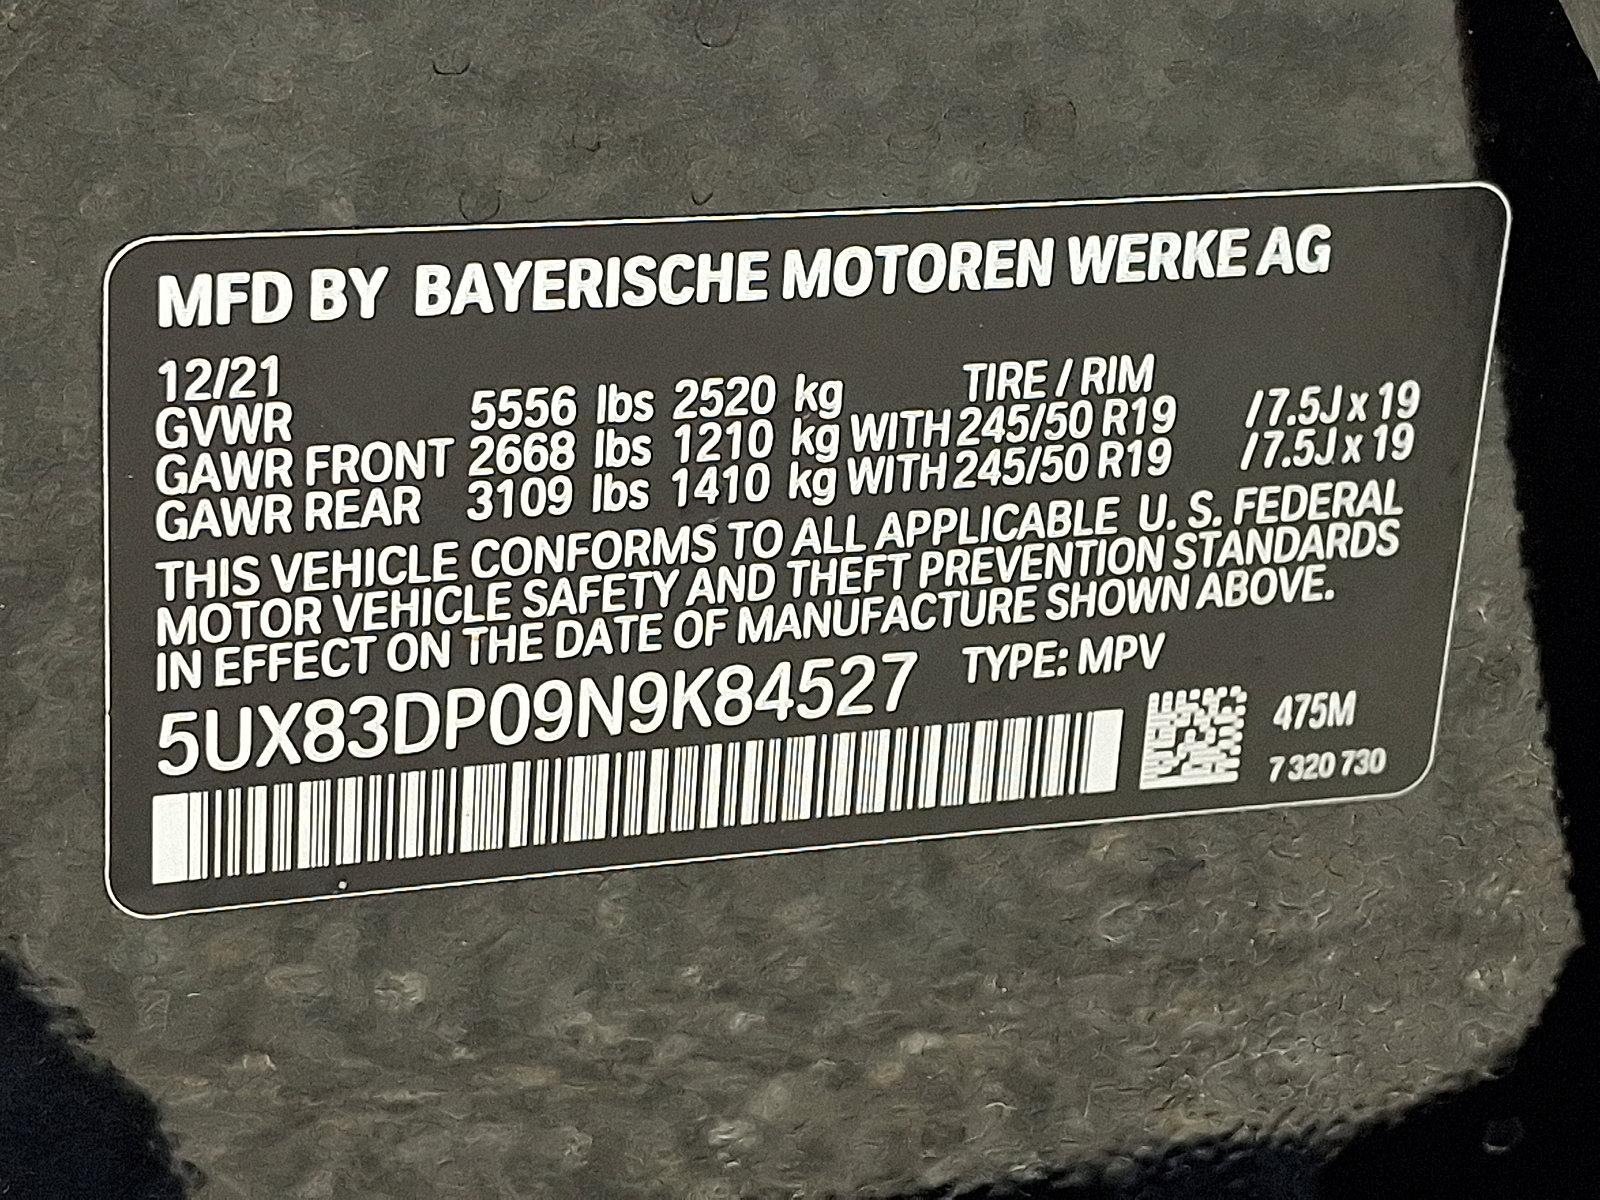 MFD BY BAYERISCHE MOTOREN WERKE AG
12/21 TIRE / RIM
GVWR 5556 lbs 2520 kg
GAWR FRONT 2668 lbs 1210 kg WITH 245/50 R19 /7.5J x 19
GAWR REAR 3109 lbs 1410 kg WITH 245/50 R19 /7.5J x 19
THIS VEHICLE CONFORMS TO ALL APPLICABLE U. S. FEDERAL
MOTOR VEHICLE SAFETY AND THEFT PREVENTION STANDARDS
IN EFFECT ON THE DATE OF MANUFACTURE SHOWN ABOVE.
5UX83DP09N9K84527 TYPE: MPV
475M
7 320 730